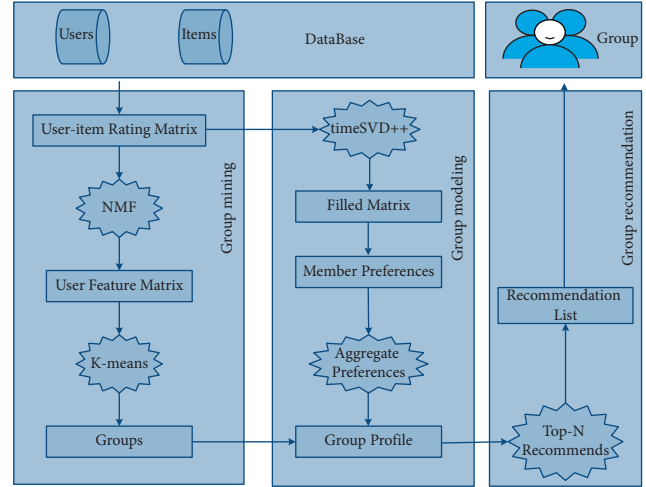 Users
Items
DataBase
Group
User-item Rating Matrix
NMF
User Feature Matrix
K-means
Groups
Group mining
timeSVD++
Filled Matrix
Member Preferences
Aggregate
Preferences
Group Profile
Group modeling
Recommendation
List
Top-N
Recommends
Group recommendation